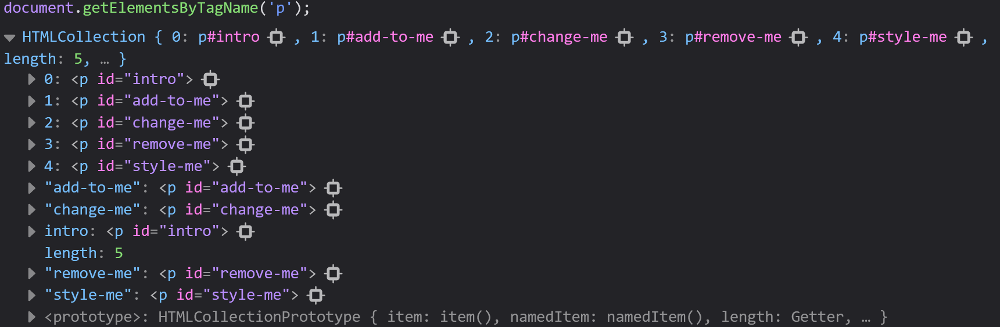 document.getElementsByTagName('p');
HTMLCollection { 0: p#intro , 1: p#add-to-me , 2: p#change-me , 3: p#remove-me , 4: p#style-me ,
length: 5, … }
0: <p id="intro">
1: <p id="add-to-me">
2: <p id="change-me">
3: <p id="remove-me">
4: <p id="style-me">
"add-to-me": <p id="add-to-me">
"change-me": <p id="change-me">
intro: <p id="intro">
length: 5
"remove-me": <p id="remove-me">
"style-me": <p id="style-me">
<prototype>: HTMLCollectionPrototype { item: item(), namedItem: namedItem(), length: Getter, … }